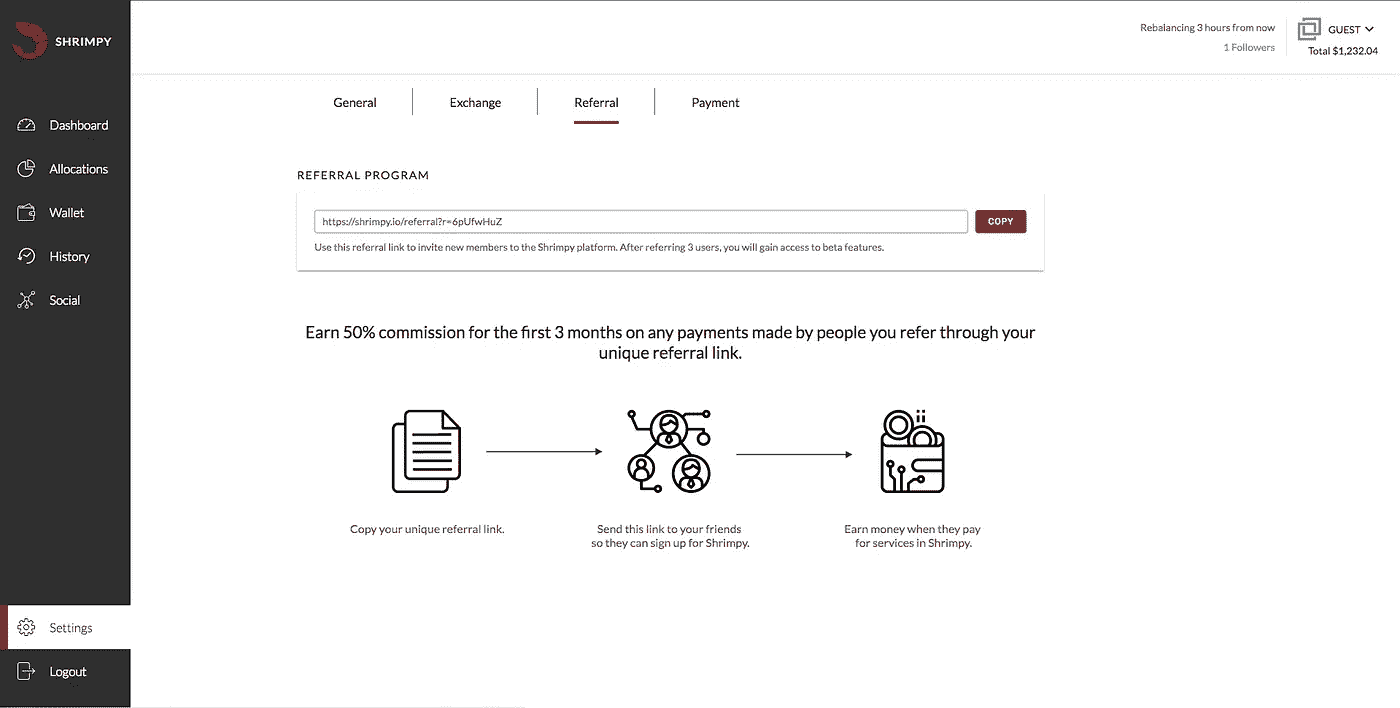 SHRIMPY
Rebalancing 3 hours from now
1 Followers
GUEST
Total $1,232.04
Dashboard
Allocations
Wallet
History
Social
Settings
Logout
General
Exchange
Referral
Payment
REFERRAL PROGRAM
https://shrimpy.io/referral?r=6pUfwHuZ
COPY
Use this referral link to invite new members to the Shrimpy platform. After referring 3 users, you will gain access to beta features.
Earn 50% commission for the first 3 months on any payments made by people you refer through your
unique referral link.
Copy your unique referral link.
Send this link to your friends
so they can sign up for Shrimpy.
Earn money when they pay
for services in Shrimpy.